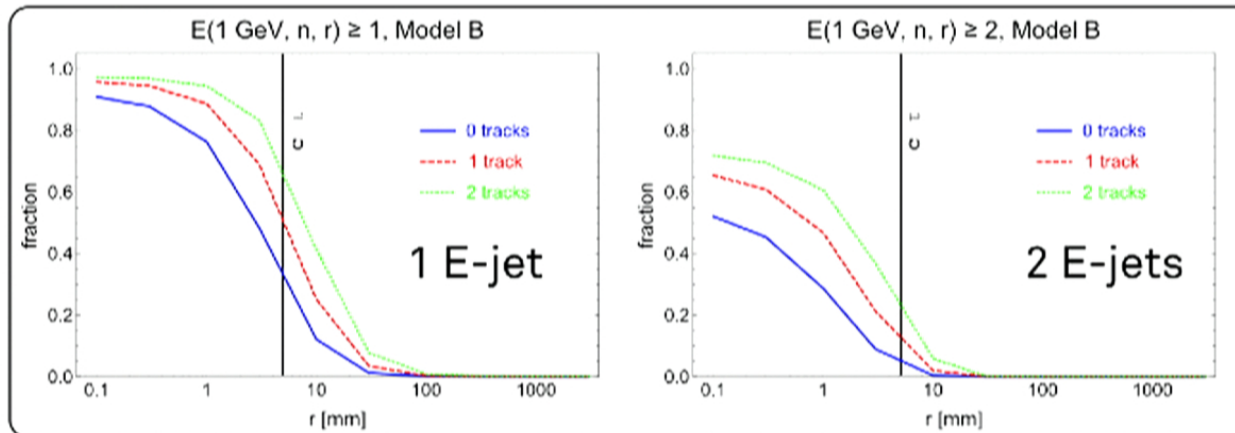 E(1 GeV, n, r) ≥ 1, Model B
1.0
0.8
0.6
0.4
0.2
0.0
fraction
0 tracks
1 track
2 tracks
1 E-jet
0.1 1 10 100 1000
r [mm]
E(1 GeV, n, r) ≥ 2, Model B
1.0
0.8
0.6
0.4
0.2
0.0
fraction
0 tracks
1 track
2 tracks
2 E-jets
0.1 1 10 100 1000
r [mm]